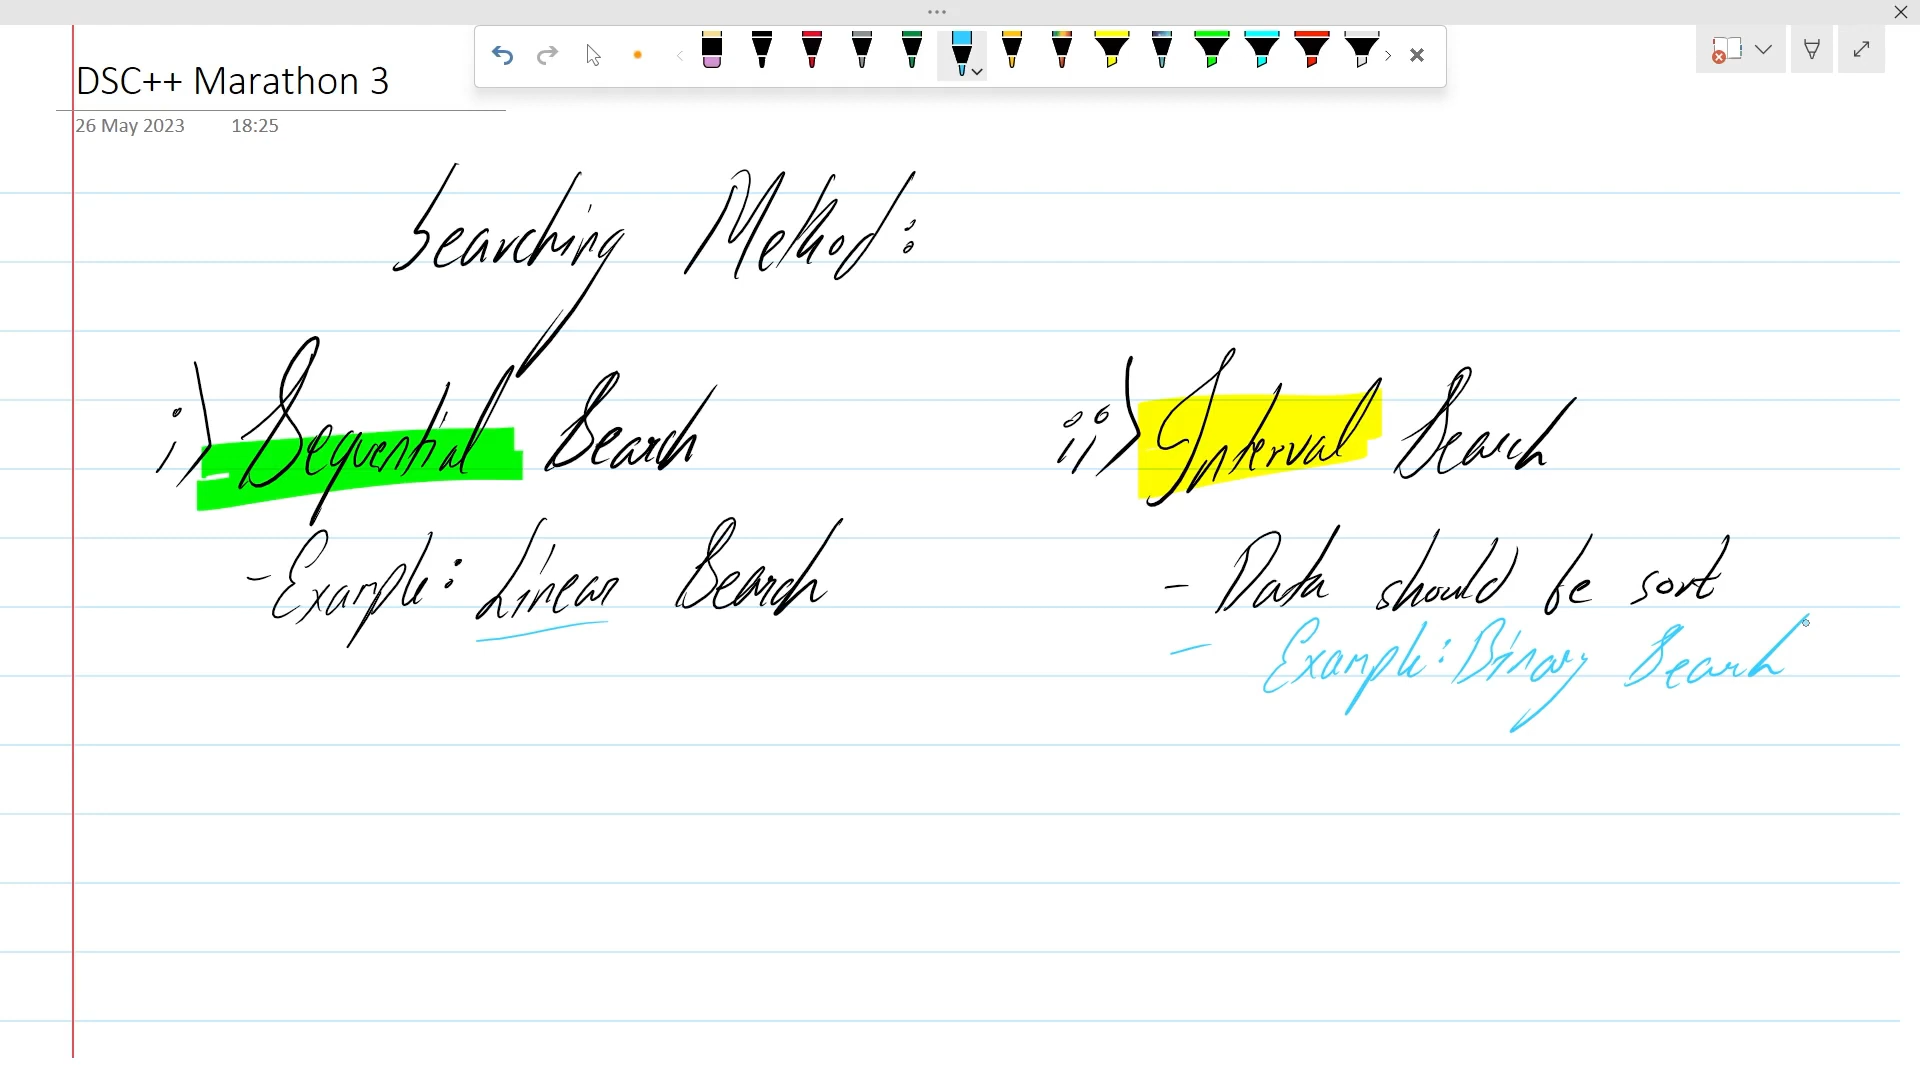 DSC++ Marathon 3
26 May 2023 18:25
Searching Method:
i) Sequential Search
- Example: Linear Search
ii) Interval Search
- Data should be sort
- Example: Binary Search